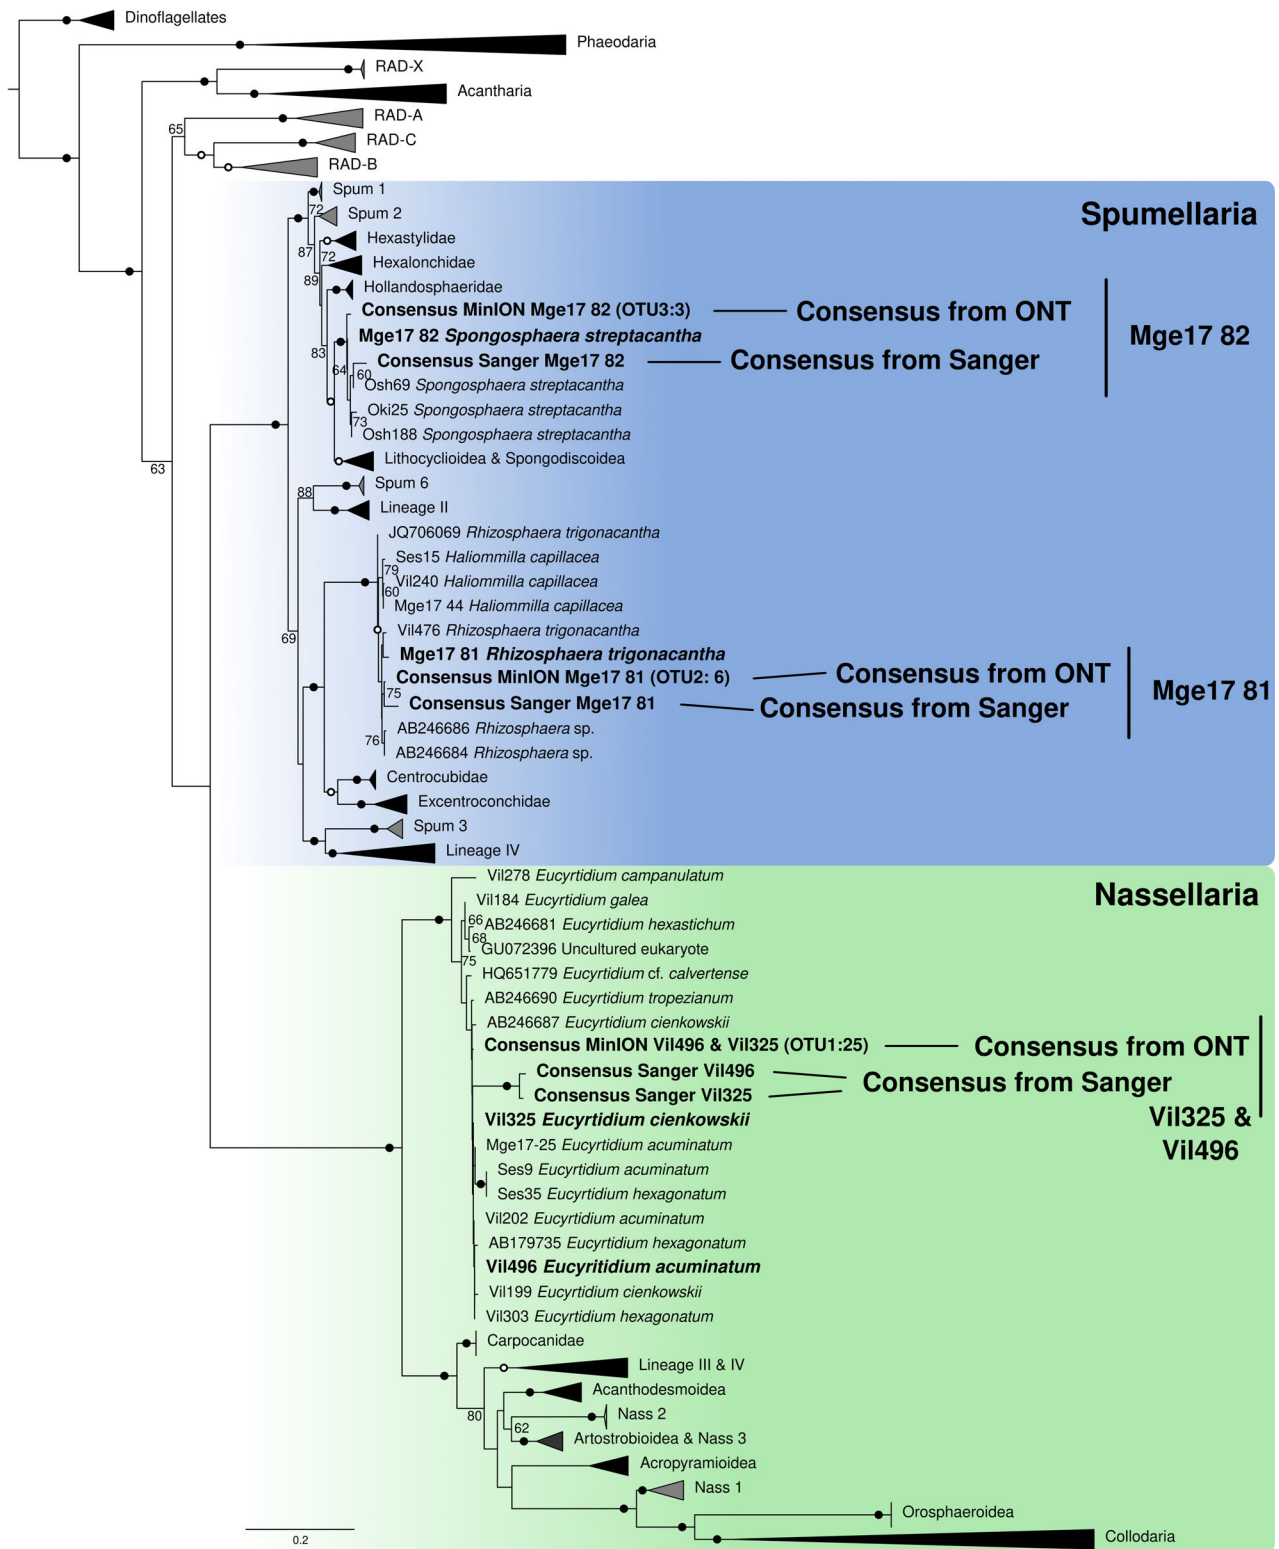 Dinoflagellates
Phaeodaria
RAD-X
Acantharia
RAD-A
65
RAD-C
RAD-B
Spum 1
Spumellaria
72
Spum 2
Hexastylidae
87
72
Hexalonchidae
89
Hollandosphaeridae
Consensus MinION Mge17 82 (OTU3:3)
Consensus from ONT
Mge17 82 Spongosphaera streptacantha
Mge17 82
83
Consensus Sanger Mge17 82
Consensus from Sanger
64
60
Osh69 Spongosphaera streptacantha
Oki25 Spongosphaera streptacantha
73
Osh188 Spongosphaera streptacantha
Lithocyclioidea & Spongodiscoidea
63
Spum 6
88
Lineage II
JQ706069 Rhizosphaera trigonacantha
Ses15 Haliommilla capillacea
79
Vil240 Haliommilla capillacea
60
Mge17 44 Haliommilla capillacea
Vil476 Rhizosphaera trigonacantha
69
Mge17 81 Rhizosphaera trigonacantha
Consensus MinION Mge17 81 (OTU2: 6)
Consensus from ONT
75
Mge17 81
Consensus Sanger Mge17 81
Consensus from Sanger
AB246686 Rhizosphaera sp.
76
AB246684 Rhizosphaera sp.
Centrocubidae
Excentroconchidae
Spum 3
Lineage IV
Vil278 Eucyrtidium campanulatum
Nassellaria
Vil184 Eucyrtidium galea
66
AB246681 Eucyrtidium hexastichum
68
GU072396 Uncultured eukaryote
75
HQ651779 Eucyrtidium cf. calvertense
AB246690 Eucyrtidium tropezianum
AB246687 Eucyrtidium cienkowskii
Consensus MinION Vil496 & Vil325 (OTU1:25)
Consensus from ONT
Consensus Sanger Vil496
Consensus from Sanger
Consensus Sanger Vil325
Vil325 Eucyrtidium cienkowskii
Vil325 &
Vil496
Mge17-25 Eucyrtidium acuminatum
Ses9 Eucyrtidium acuminatum
Ses35 Eucyrtidium hexagonatum
Vil202 Eucyrtidium acuminatum
AB179735 Eucyrtidium hexagonatum
Vil496 Eucyritidium acuminatum
Vil199 Eucyrtidium cienkowskii
Vil303 Eucyrtidium hexagonatum
Carpocanidae
Lineage III & IV
Acanthodesmoidea
80
Nass 2
62
Artostrobioidea & Nass 3
Acropyramioidea
Nass 1
Orosphaeroidea
Collodaria
0.2